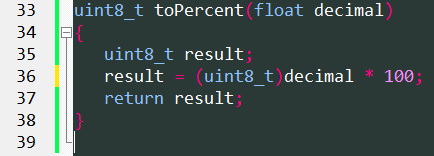 33 uint8_t toPercent(float decimal)
34 {
35 uint8_t result;
36 result = (uint8_t)decimal * 100;
37 return result;
38 }
39